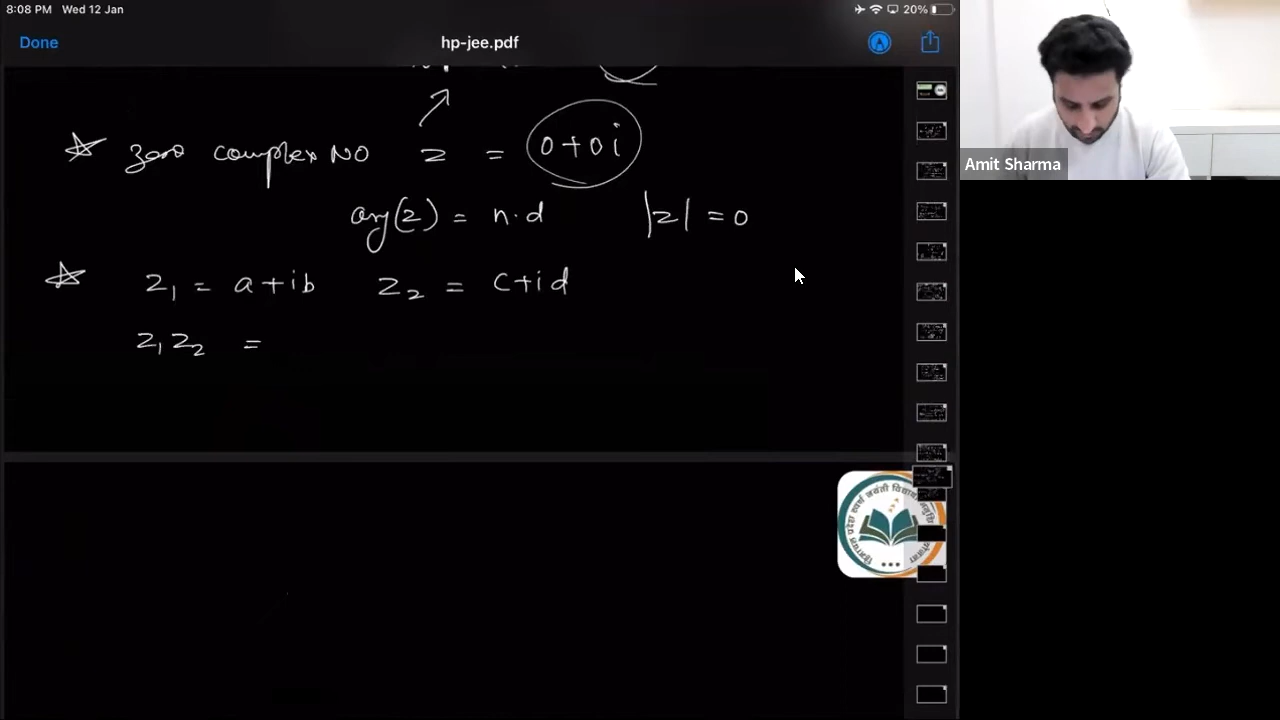 8:08 PM Wed 12 Jan
20%
Done
hp-jee.pdf
Amit Sharma
☆ zero complex NO z = 0+0i
arg(z) = n.d |z| = 0
☆ z₁ = a+ib z₂ = c+id
z₁z₂ =